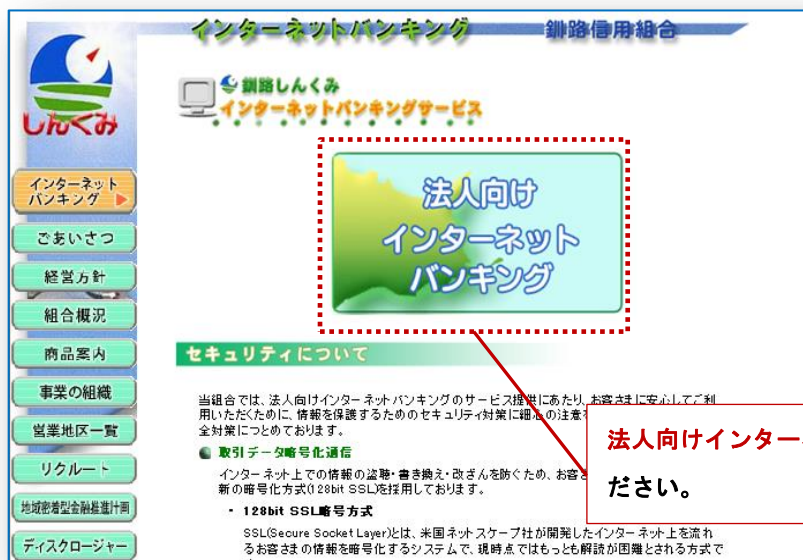 インターネットバンキング 釧路信用組合
しんくみ
釧路しんくみ
インターネットバンキングサービス
法人向け
インターネット
バンキング
インターネット
バンキング
ごあいさつ
経営方針
組合概況
商品案内
事業の組織
営業地区一覧
リクルート
地域密着型金融推進計画
ディスクロージャー
セキュリティについて
当組合では、法人向けインターネットバンキングのサービス提供にあたり、お客さまに安心してご利
用いただくために、情報を保護するためのセキュリティ対策に細心の注意を
全対策につとめております。
取引データ暗号化通信
インターネット上での情報の盗聴・書き換え・改ざんを防ぐため、お客さ
新の暗号化方式(128bit SSL)を採用しております。
・ 128bit SSL暗号方式
SSL(Secure Socket Layer)とは、米国ネットスケープ社が開発したインターネット上を流れ
るお客さまの情報を暗号化するシステムで、現時点ではもっとも解読が困難とされる方式で
法人向けインター
ださい。